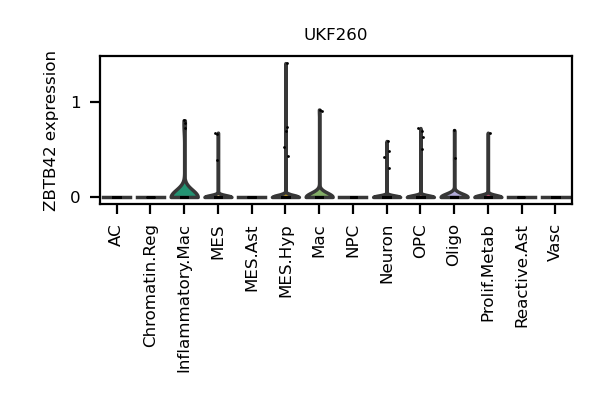 UKF260
ZBTB42 expression
1
0
AC
Chromatin.Reg
Inflammatory.Mac
MES
MES.Ast
MES.Hyp
Mac
NPC
Neuron
OPC
Oligo
Prolif.Metab
Reactive.Ast
Vasc